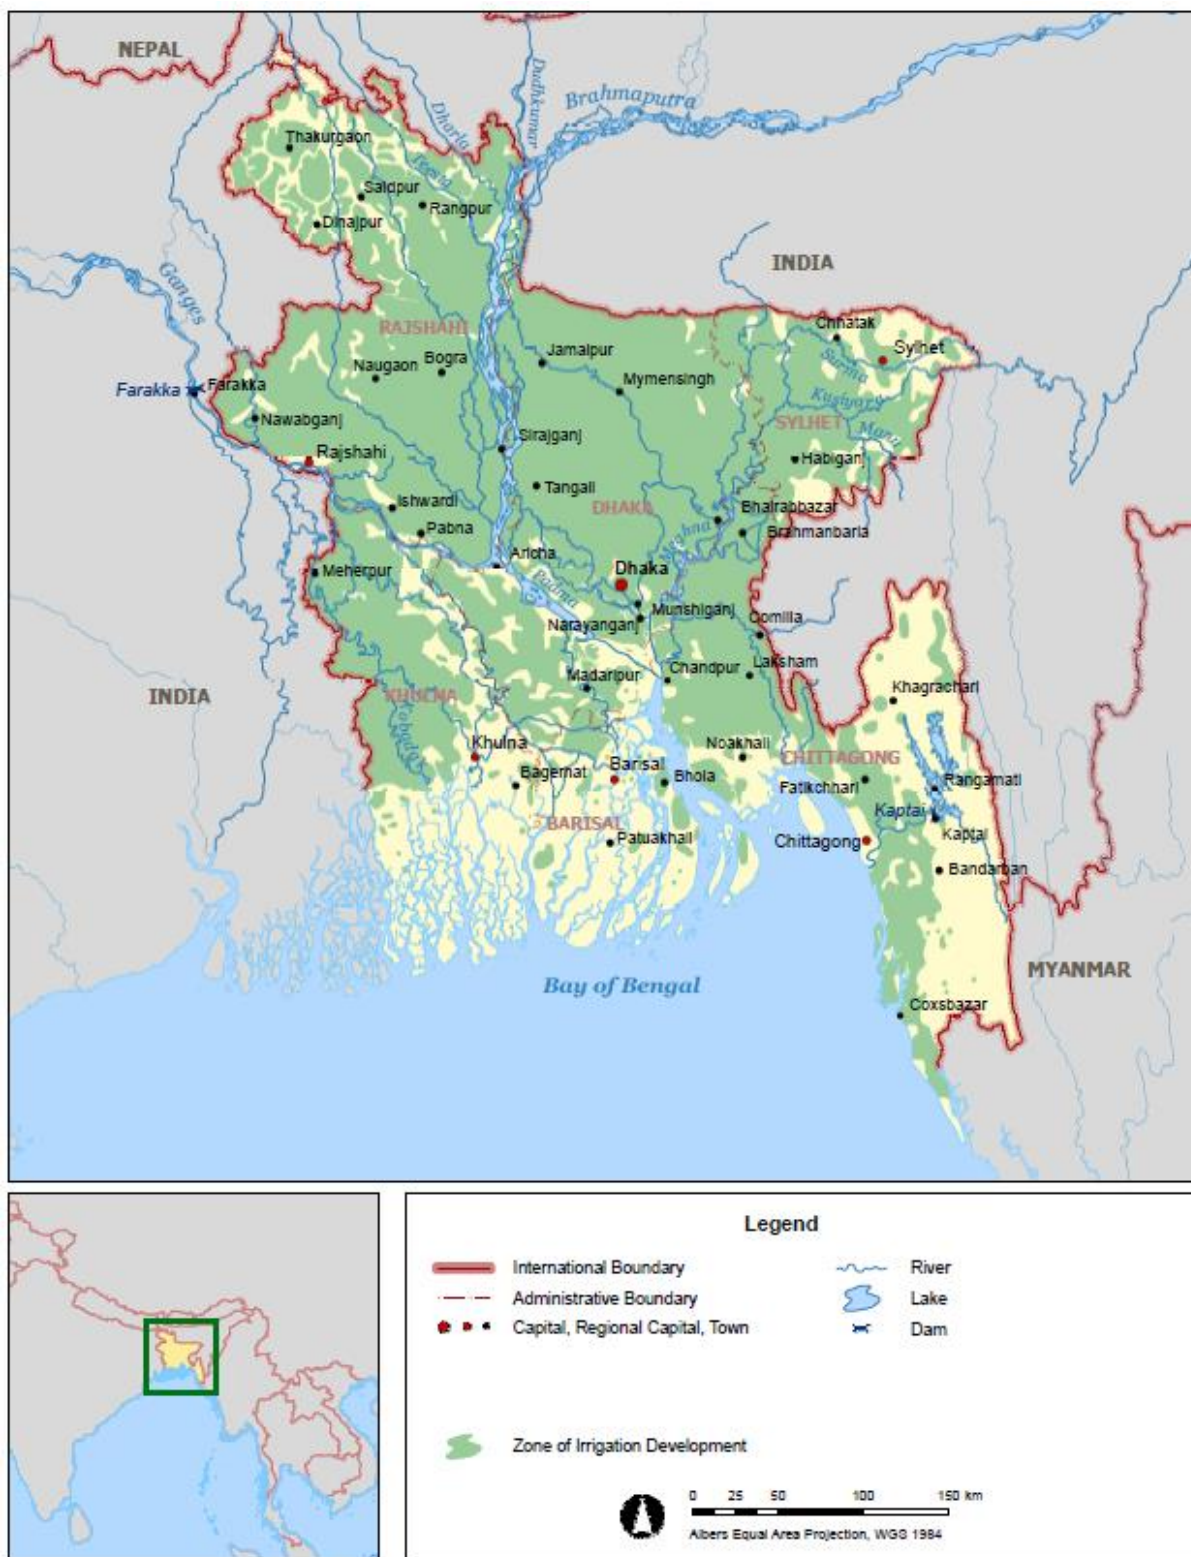 NEPAL
Dudhkumar
Brahmaputra
Dharla
Thakurgaon
Teesta
Saidpur
Rangpur
Dinajpur
INDIA
Ganges
RAJSHAHI
Chhatak
Sylhet
Jamalpur
Surma
Bogra
Naugaon
Farakka
Farakka
Mymensingh
Kusiyara
Nawabganj
SYLHET
Manu
Sirajganj
Rajshahi
Habiganj
Tangail
Ishwardi
DHAKA
Bhairabbazar
Meghna
Pabna
Brahmanbaria
Aricha
Meherpur
Dhaka
Padma
Munshiganj
Narayanganj
Comilla
Chandpur
Laksham
Madaripur
INDIA
KHULNA
Khagrachari
Kobadak
Khulna
Noakhali
CHITTAGONG
Barisal
Bagerhat
Bhola
Fatikchhari
Rangamati
Kaptai
BARISAL
Kaptai
Patuakhali
Chittagong
Bandarban
MYANMAR
Bay of Bengal
Coxsbazar
Legend
International Boundary
Administrative Boundary
Capital, Regional Capital, Town
River
Lake
Dam
Zone of Irrigation Development
0 25 50 100 150 km
Albers Equal Area Projection, WGS 1984